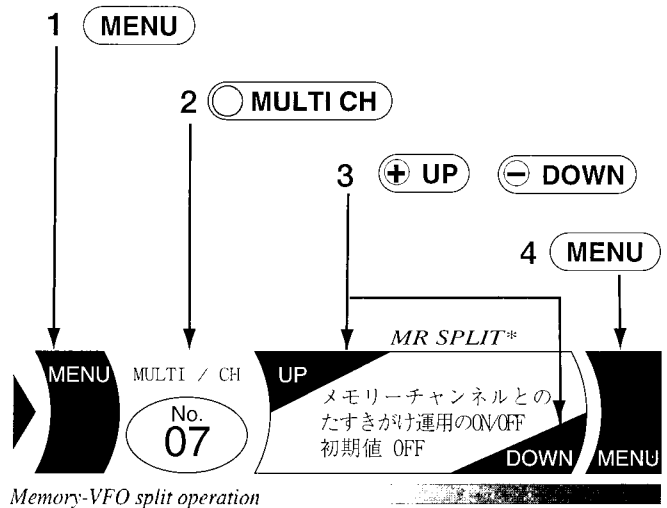 1 MENU
2 MULTI CH
3 + UP − DOWN
4 MENU
MR SPLIT*
MENU
MULTI / CH
No.
07
UP
メモリーチャンネルとの
たすきがけ運用のON/OFF
初期値 OFF
DOWN
MENU
Memory-VFO split operation